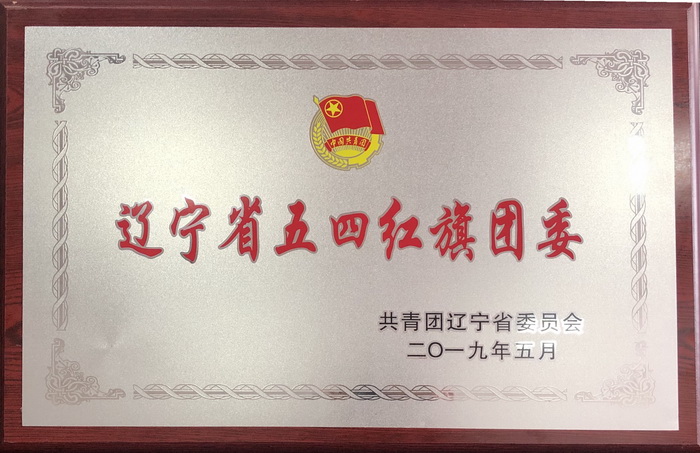 中国共青团
辽宁省五四红旗团委
共青团辽宁省委员会
二〇一九年五月